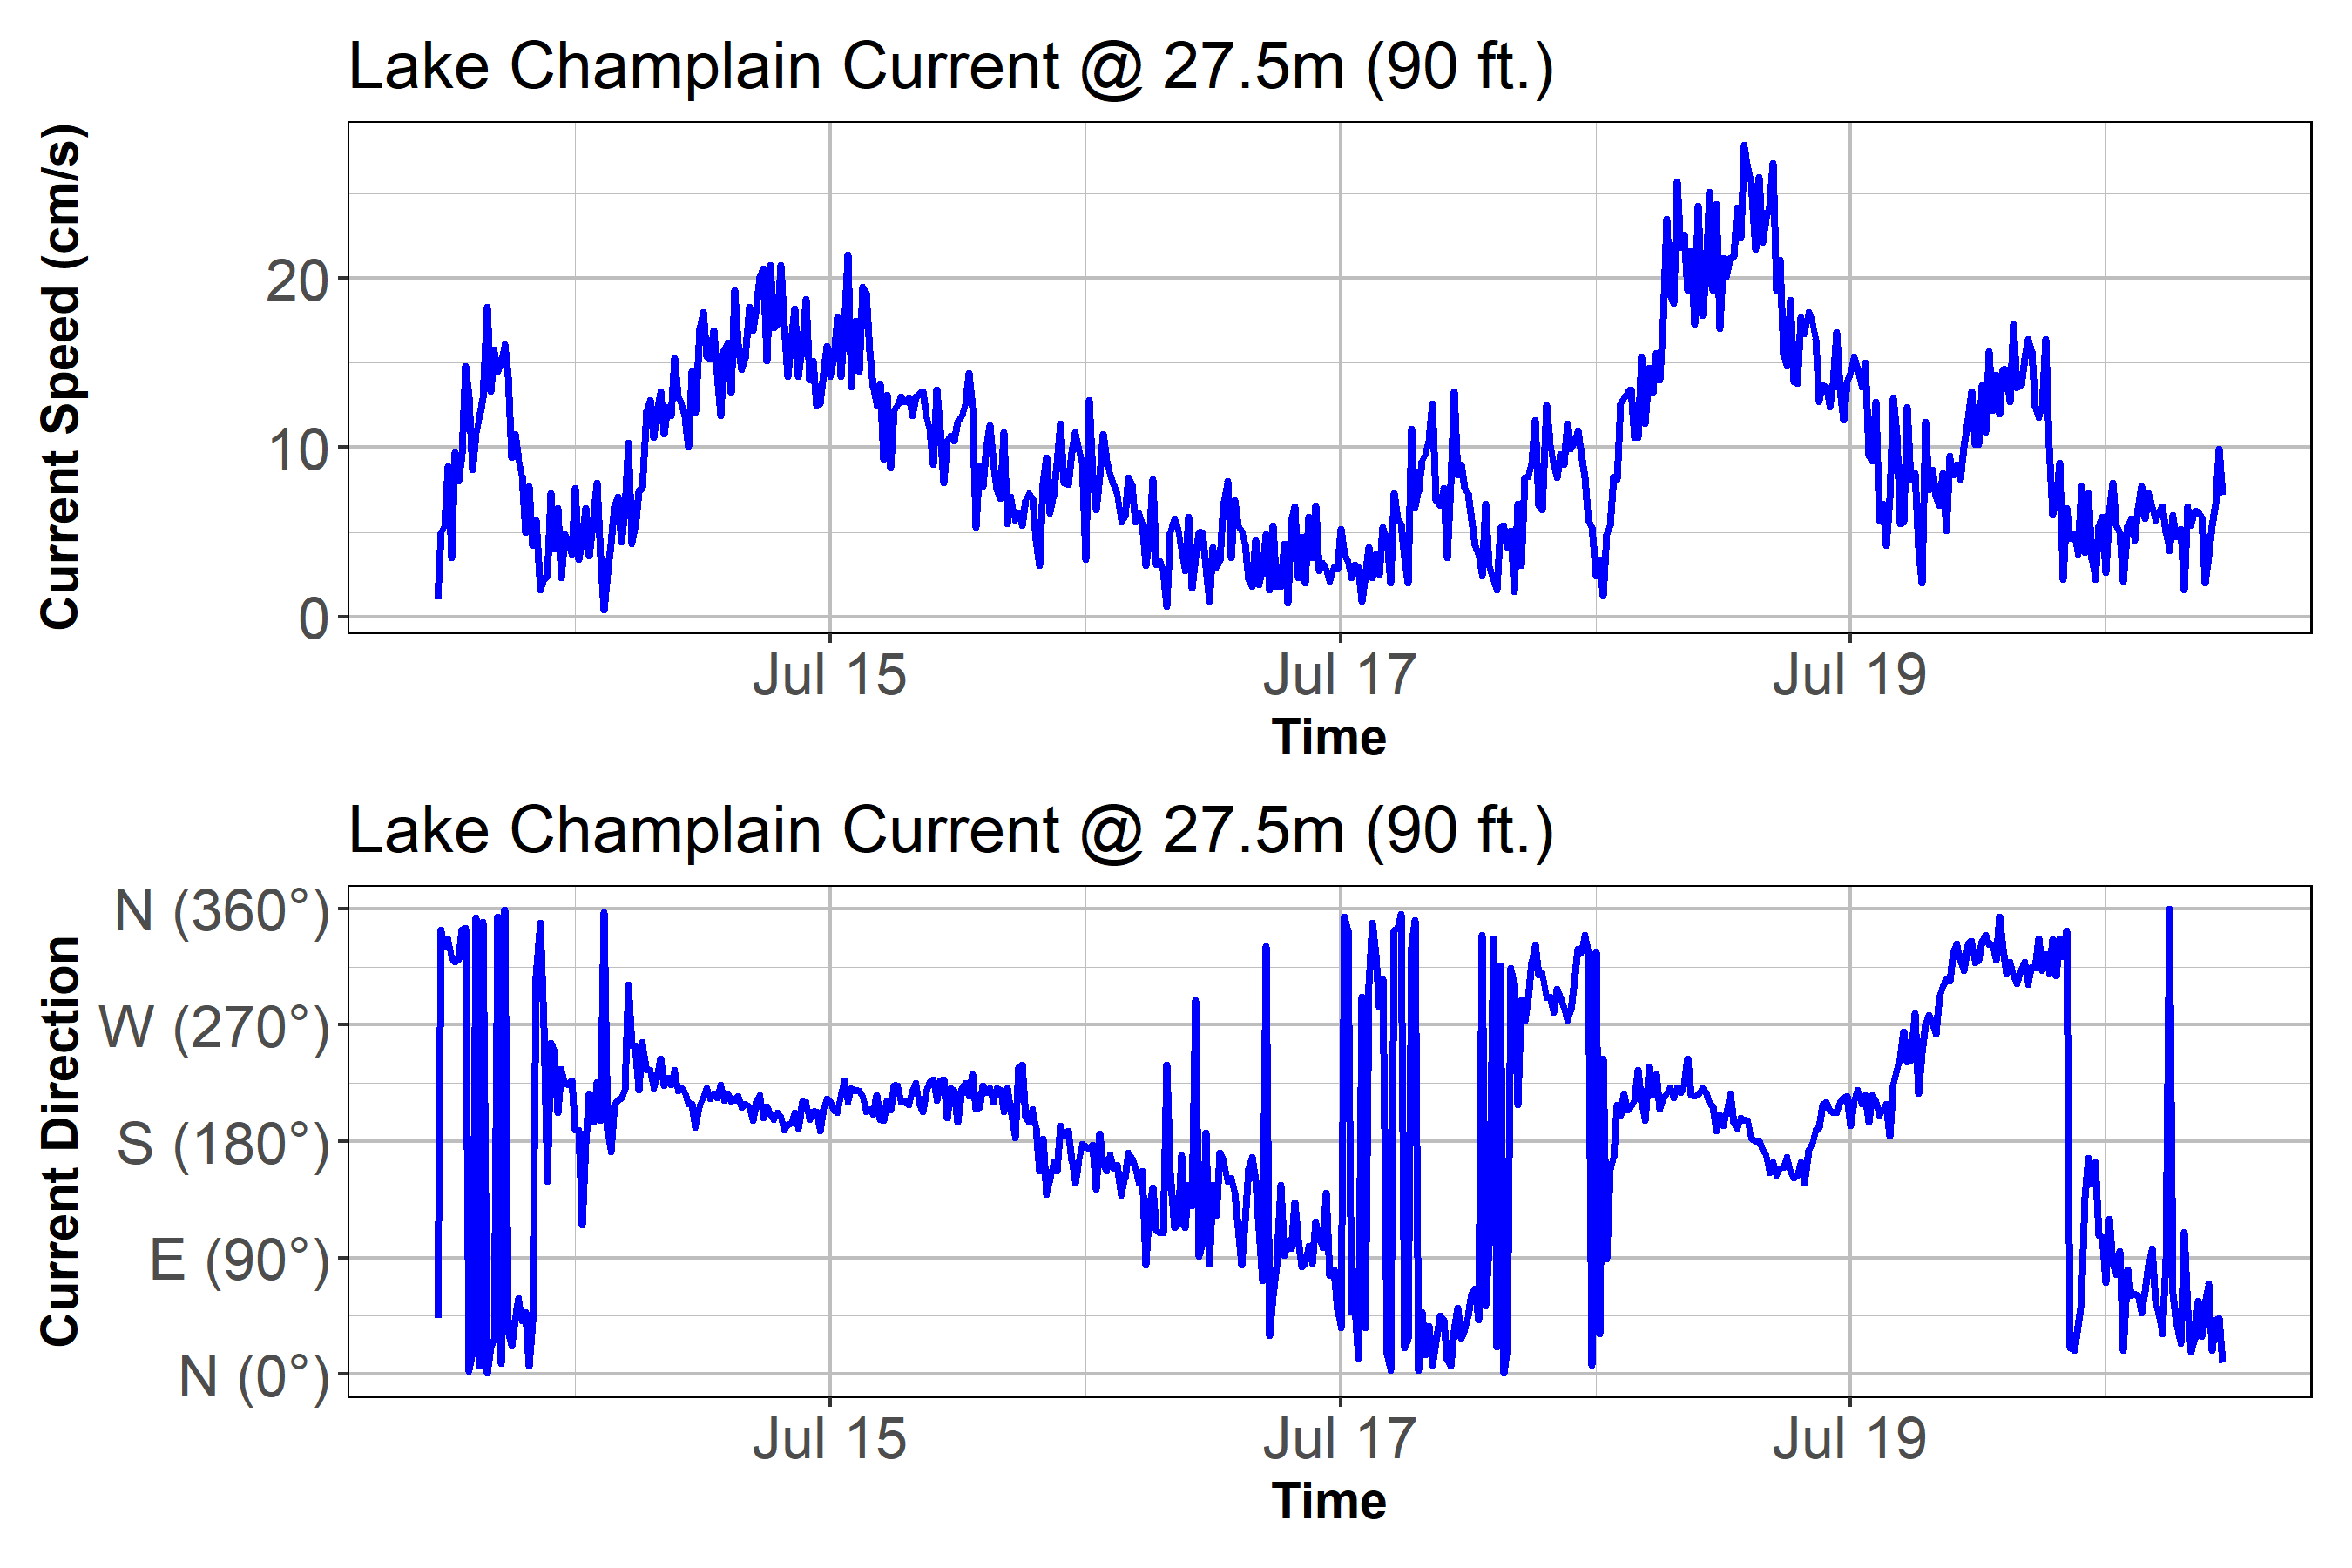 Lake Champlain Current @ 27.5m (90 ft.)
Current Speed (cm/s)
20
10
0
Jul 15 Jul 17 Jul 19
Time
Lake Champlain Current @ 27.5m (90 ft.)
Current Direction
N (360°)
W (270°)
S (180°)
E (90°)
N (0°)
Jul 15 Jul 17 Jul 19
Time